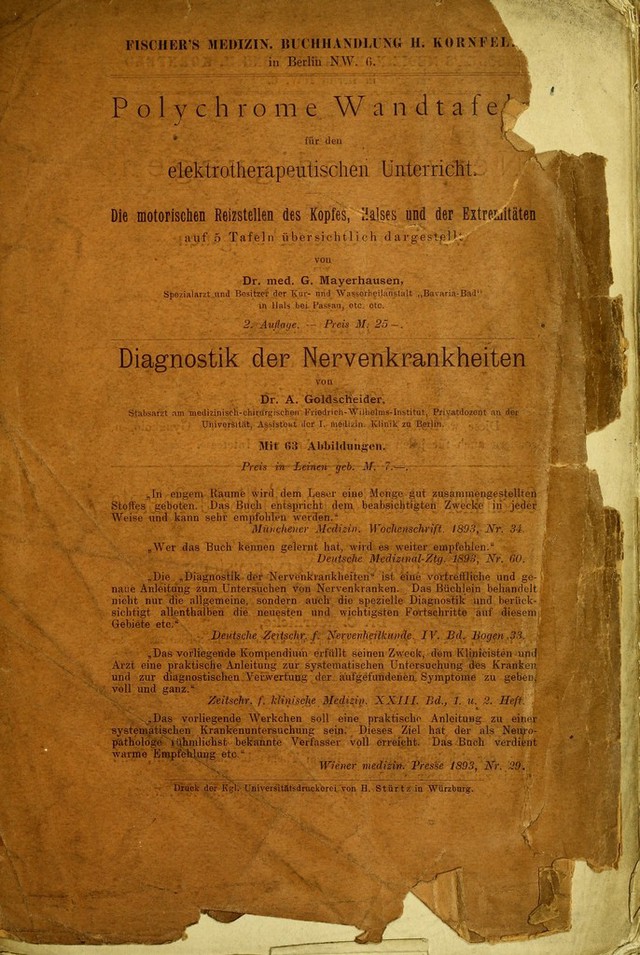 FISCHER'S MEDIZIN. BUCHHANDLUNG H. KORNFEL
in Berlin N.W. 6.
Polychrome Wandtafel
für den
elektrotherapeutischen Unterricht.
Die motorischen Reizstellen des Kopfes, Halses und der Extremitäten
auf 5 Tafeln übersichtlich dargestellt
von
Dr. med. G. Mayerhausen,
Spezialarzt und Besitzer der Kur- und Wasserheilanstalt „Bavaria-Bad"
in Hals bei Passau, etc. etc.
2. Auflage. — Preis M. 25 —.
Diagnostik der Nervenkrankheiten
von
Dr. A. Goldscheider,
Stabsarzt am medizinisch-chirurgischen Friedrich-Wilhelms-Institut, Privatdozent an der
Universität, Assistent der I. medizin. Klinik zu Berlin.
Mit 63 Abbildungen.
Preis in Leinen geb. M. 7.—.
„In engem Raume wird dem Leser eine Menge gut zusammengestellten
Stoffes geboten. Das Buch entspricht dem beabsichtigten Zwecke in jeder
Weise und kann sehr empfohlen werden."
Münchener Medizin. Wochenschrift 1893, Nr. 34.
„Wer das Buch kennen gelernt hat, wird es weiter empfehlen."
Deutsche Medizinal-Ztg. 1893, Nr. 60.
„Die „Diagnostik der Nervenkrankheiten" ist eine vortreffliche und ge-
naue Anleitung zum Untersuchen von Nervenkranken. Das Büchlein behandelt
nicht nur die allgemeine, sondern auch die spezielle Diagnostik und berück-
sichtigt allenthalben die neuesten und wichtigsten Fortschritte auf diesem
Gebiete etc."
Deutsche Zeitschr. f. Nervenheilkunde. IV. Bd. Bogen 33.
„Das vorliegende Kompendium erfüllt seinen Zweck, dem Klinicisten und
Arzt eine praktische Anleitung zur systematischen Untersuchung des Kranken
und zur diagnostischen Verwertung der aufgefundenen Symptome zu geben,
voll und ganz."
Zeitschr. f. klinische Medizin. XXIII. Bd., 1. u. 2. Heft.
„Das vorliegende Werkchen soll eine praktische Anleitung zu einer
systematischen Krankenuntersuchung sein. Dieses Ziel hat der als Neuro-
pathologe rühmlichst bekannte Verfasser voll erreicht. Das Buch verdient
warme Empfehlung etc."
Wiener medizin. Presse 1893, Nr. 29.
Druck der Kgl. Universitätsdruckerei von H. Stürtz in Würzburg.